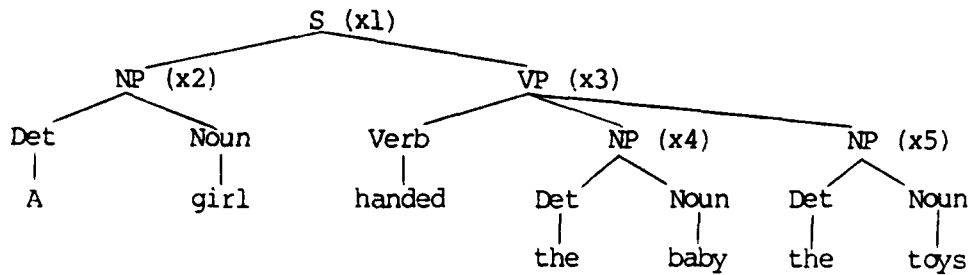 S (x1)
NP (x2) VP (x3)
Det Noun Verb NP (x4) NP (x5)
A girl handed Det Noun Det Noun
the baby the toys